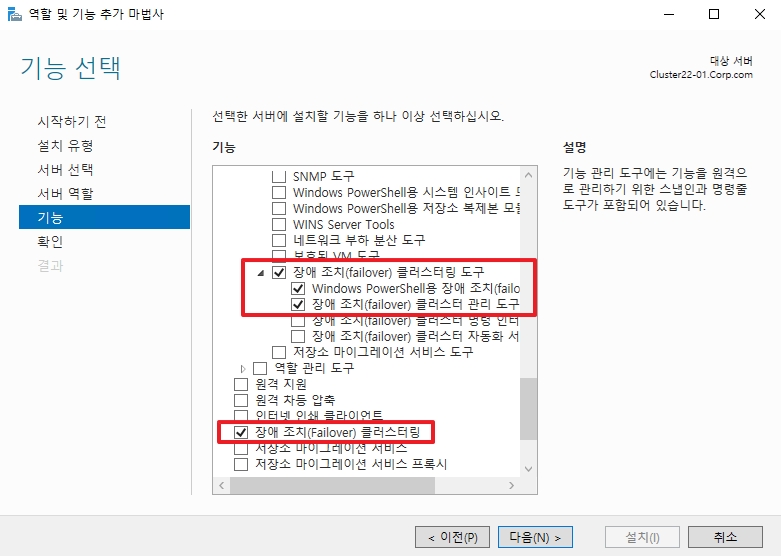 역할 및 기능 추가 마법사
기능 선택
대상 서버
Cluster22-01.Corp.com
시작하기 전
설치 유형
서버 선택
서버 역할
기능
확인
결과
선택한 서버에 설치할 기능을 하나 이상 선택하십시오.
기능
SNMP 도구
Windows PowerShell용 시스템 인사이트 모
Windows PowerShell용 저장소 복제본 모듈
WINS Server Tools
네트워크 부하 분산 도구
보호된 VM 도구
장애 조치(failover) 클러스터링 도구
Windows PowerShell용 장애 조치(failo
장애 조치(failover) 클러스터 관리 도구
장애 조치(failover) 클러스터 명령 인터
장애 조치(failover) 클러스터 자동화 서
저장소 마이그레이션 서비스 도구
역할 관리 도구
원격 지원
원격 차등 압축
인터넷 인쇄 클라이언트
장애 조치(Failover) 클러스터링
저장소 마이그레이션 서비스
저장소 마이그레이션 서비스 프록시
설명
기능 관리 도구에는 기능을 원격
으로 관리하기 위한 스냅인과 명령줄
도구가 포함되어 있습니다.
< 이전(P)
다음(N) >
설치(I)
취소